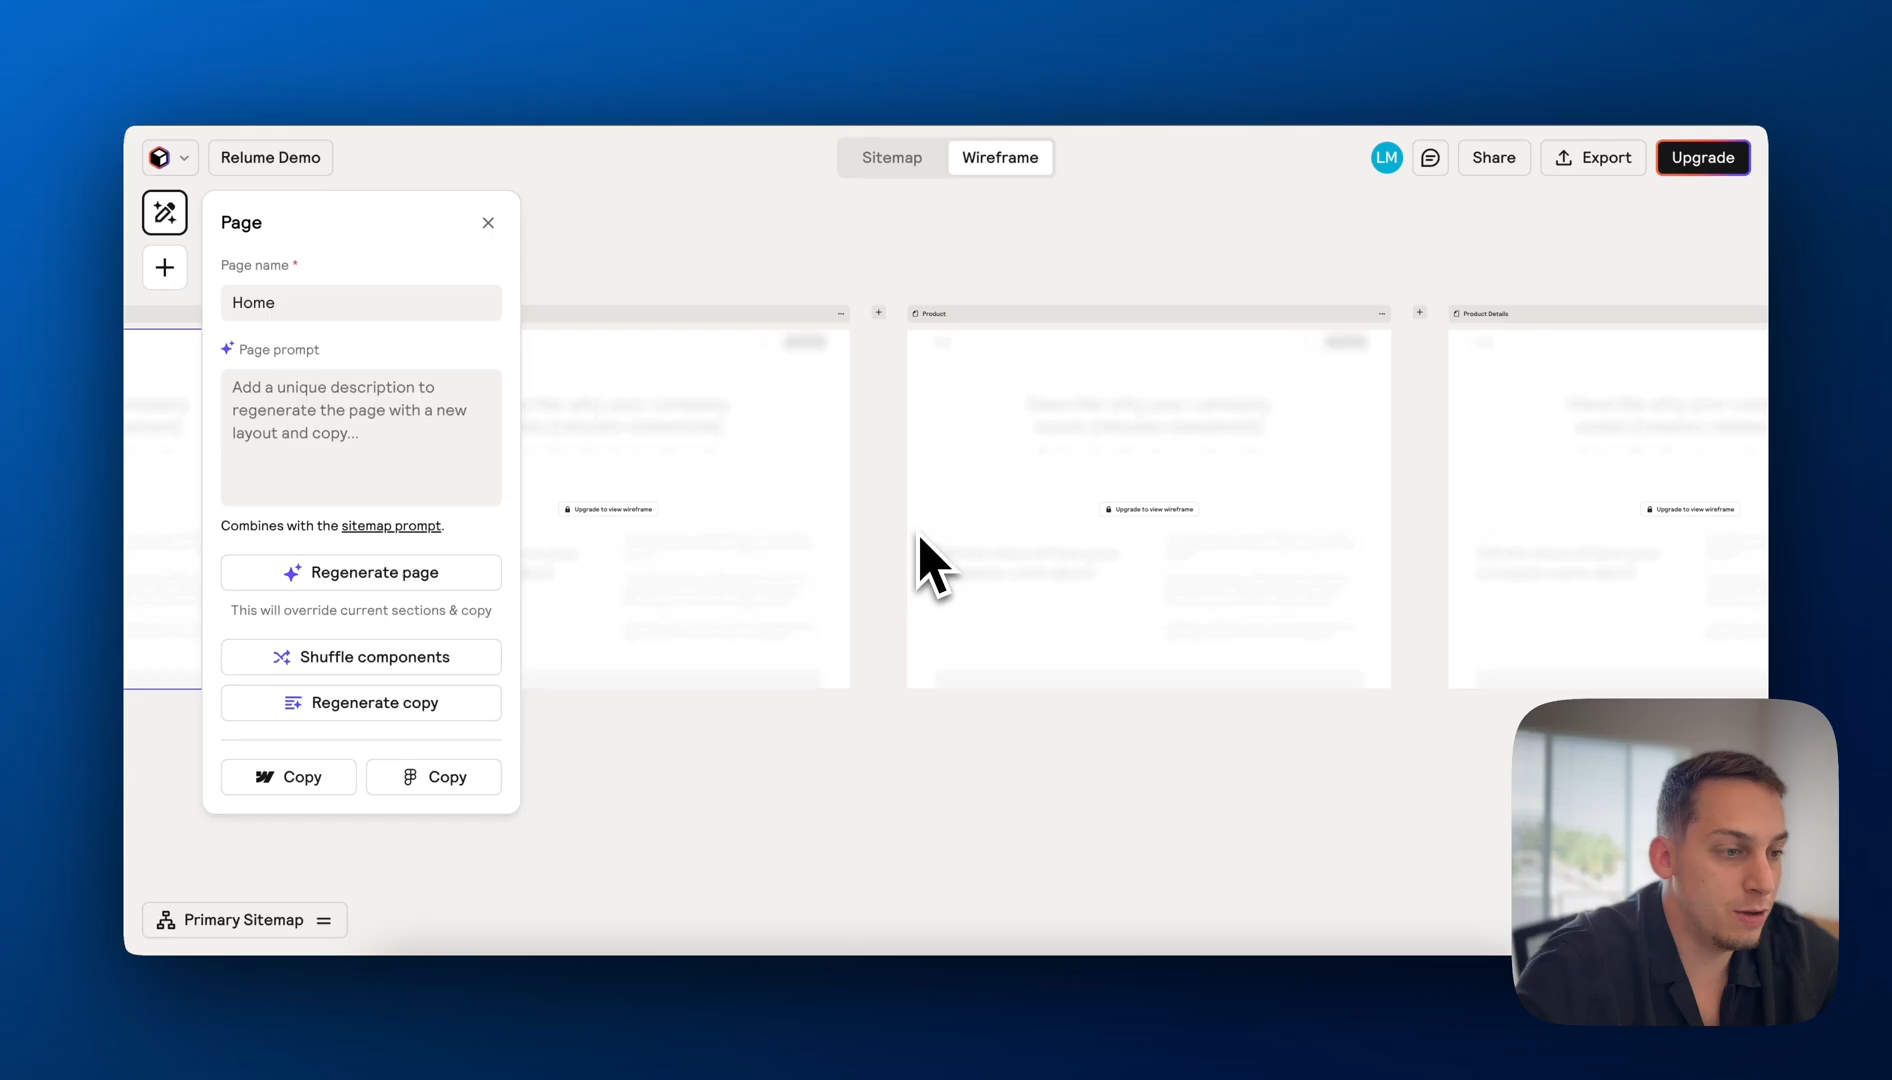 Relume Demo
Sitemap
Wireframe
LM
Share
Export
Upgrade
Page
Page name *
Home
Page prompt
Add a unique description to
regenerate the page with a new
layout and copy...
Combines with the sitemap prompt.
Regenerate page
This will override current sections & copy
Shuffle components
Regenerate copy
Copy
Copy
Product
Product Details
Upgrade to view wireframe
Upgrade to view wireframe
Upgrade to view wireframe
Primary Sitemap